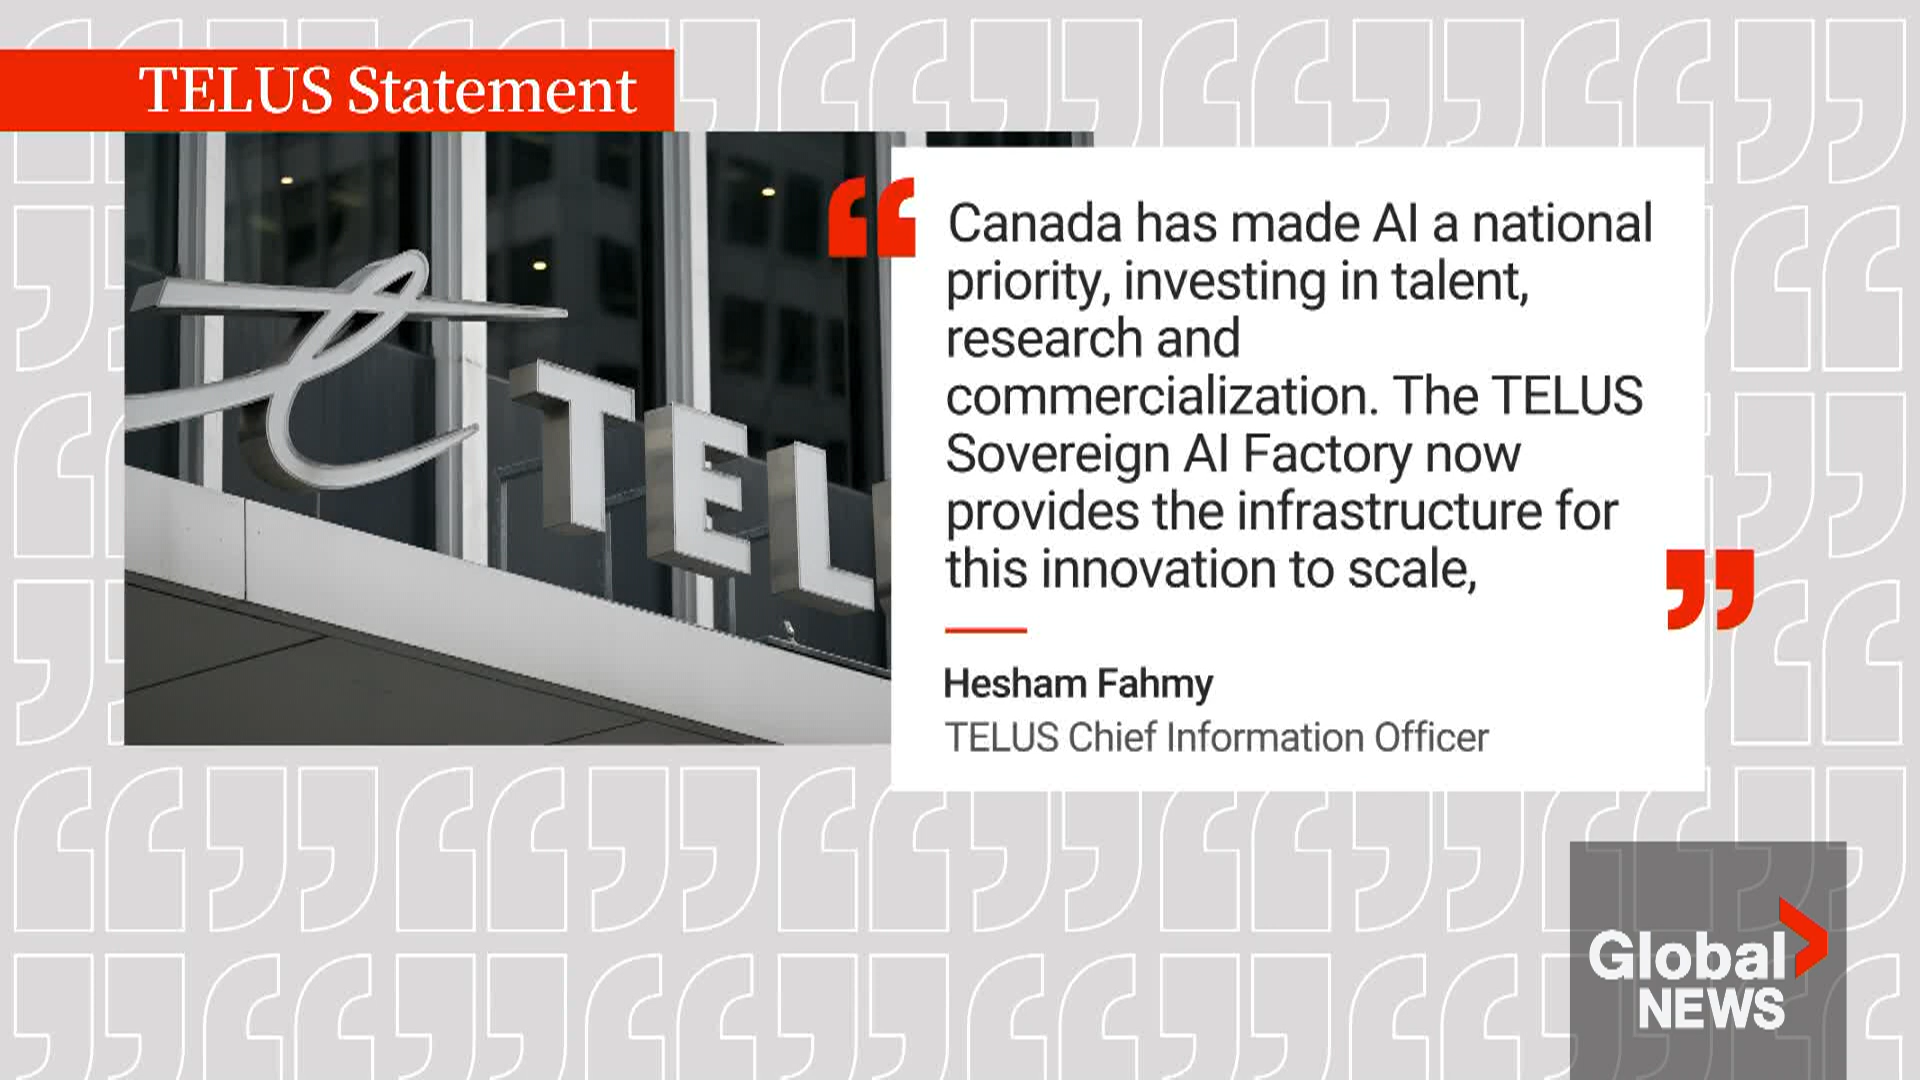 TELUS Statement
TEL
“
Canada has made AI a national
priority, investing in talent,
research and
commercialization. The TELUS
Sovereign AI Factory now
provides the infrastructure for
this innovation to scale,
”
Hesham Fahmy
TELUS Chief Information Officer
Global
NEWS